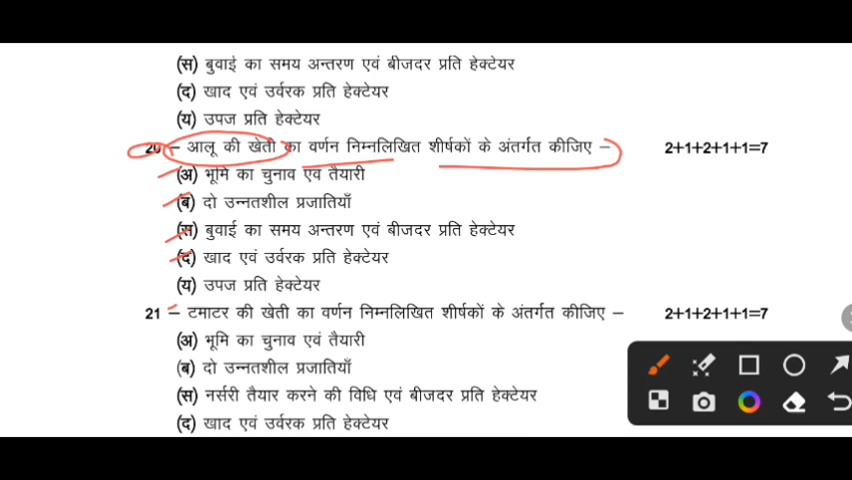 (स) बुवाई का समय अन्तरण एवं बीजदर प्रति हेक्टेयर
(द) खाद एवं उर्वरक प्रति हेक्टेयर
(य) उपज प्रति हेक्टेयर
20 – आलू की खेती का वर्णन निम्नलिखित शीर्षकों के अंतर्गत कीजिए – 2+1+2+1+1=7
(अ) भूमि का चुनाव एवं तैयारी
(ब) दो उन्नतशील प्रजातियाँ
(स) बुवाई का समय अन्तरण एवं बीजदर प्रति हेक्टेयर
(द) खाद एवं उर्वरक प्रति हेक्टेयर
(य) उपज प्रति हेक्टेयर
21 – टमाटर की खेती का वर्णन निम्नलिखित शीर्षकों के अंतर्गत कीजिए – 2+1+2+1+1=7
(अ) भूमि का चुनाव एवं तैयारी
(ब) दो उन्नतशील प्रजातियाँ
(स) नर्सरी तैयार करने की विधि एवं बीजदर प्रति हेक्टेयर
(द) खाद एवं उर्वरक प्रति हेक्टेयर